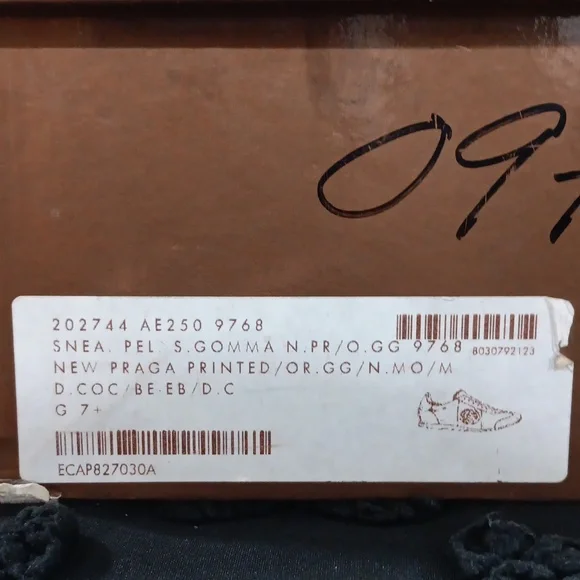 097
202744 AE250 9768
SNEA. PEL. S.GOMMA N.PR/O.GG 9768
8030792123
NEW PRAGA PRINTED/OR.GG/N.MO/M
D.COC/BE-EB/D.C
G 7+
ECAP827030A